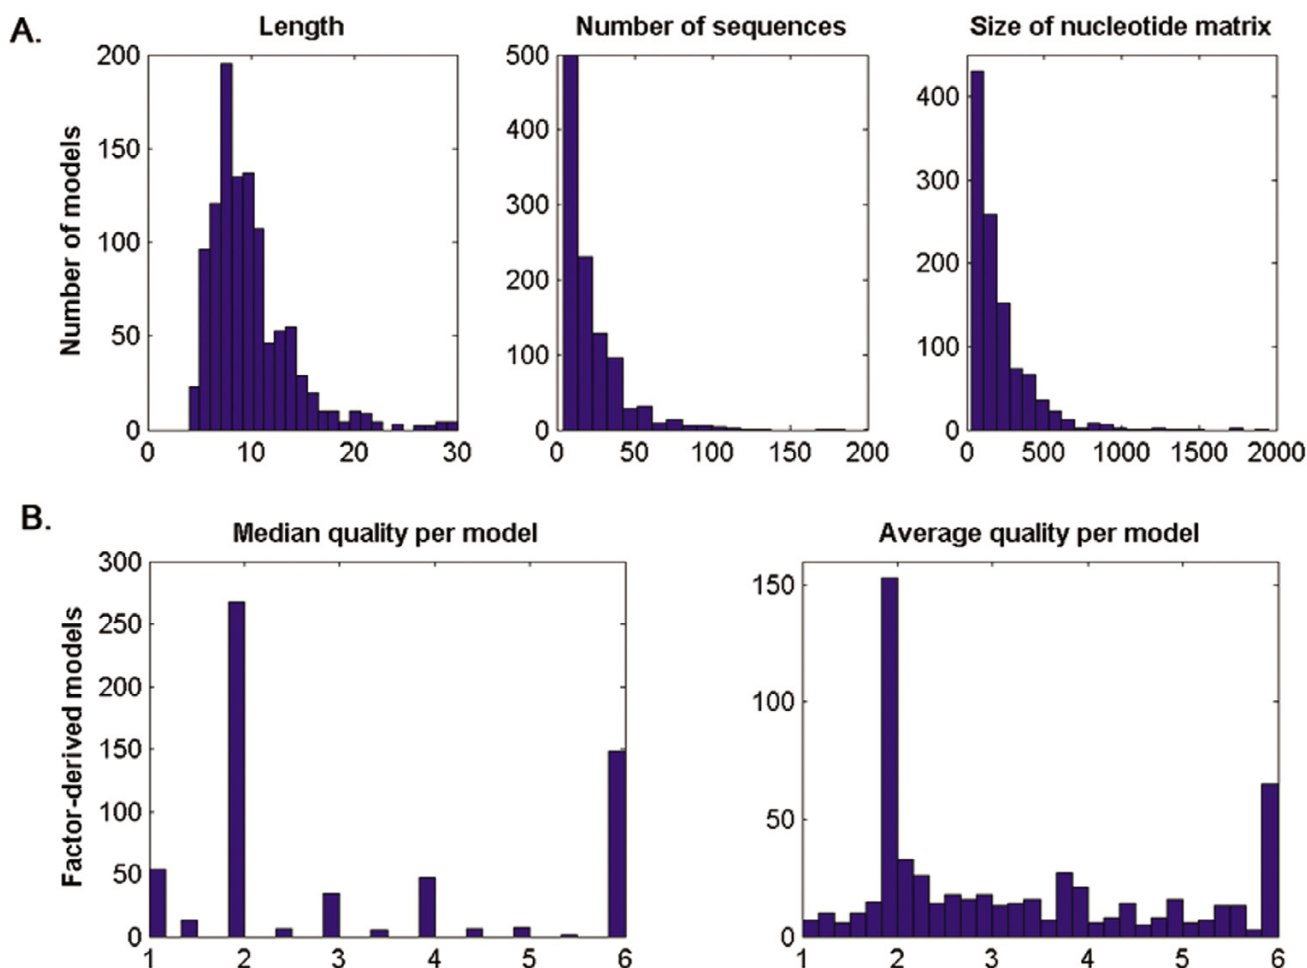 A.
Length
Number of sequences
Size of nucleotide matrix
Number of models
200
150
100
50
0
0 10 20 30
500
400
300
200
100
0
0 50 100 150 200
400
300
200
100
0
0 500 1000 1500 2000
B.
Median quality per model
Average quality per model
Factor-derived models
300
250
200
150
100
50
0
1 2 3 4 5 6
150
100
50
0
1 2 3 4 5 6